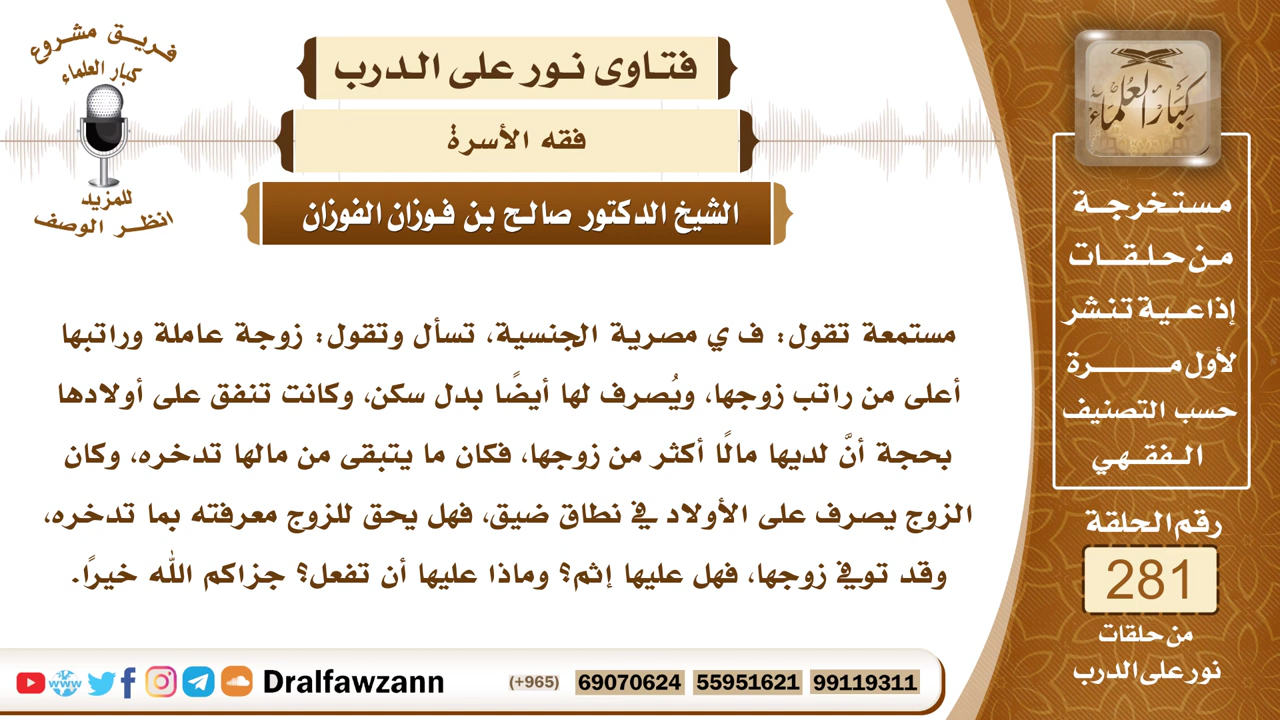 فريق مشروع
كبار العلماء
للمزيد
انظر الوصف
فتاوى نور على الدرب
فقه الأسرة
الشيخ الدكتور صالح بن فوزان الفوزان
مستمعة تقول: ف ي مصرية الجنسية، تسأل وتقول: زوجة عاملة وراتبها
أعلى من راتب زوجها، ويُصرف لها أيضًا بدل سكن، وكانت تنفق على أولادها
بحجة أنَّ لديها مالًا أكثر من زوجها، فكان ما يتبقى من مالها تدخره، وكان
الزوج يصرف على الأولاد في نطاق ضيق، فهل يحق للزوج معرفته بما تدخره،
وقد توفي زوجها، فهل عليها إثم؟ وماذا عليها أن تفعل؟ جزاكم الله خيرًا.
كبار العلماء
مستخرجة
من حلقات
إذاعية تنشر
لأول مرة
حسب التصنيف
الفقهي
رقم الحلقة
281
من حلقات
نور على الدرب
www Dralfawzann (+965) 69070624 55951621 99119311